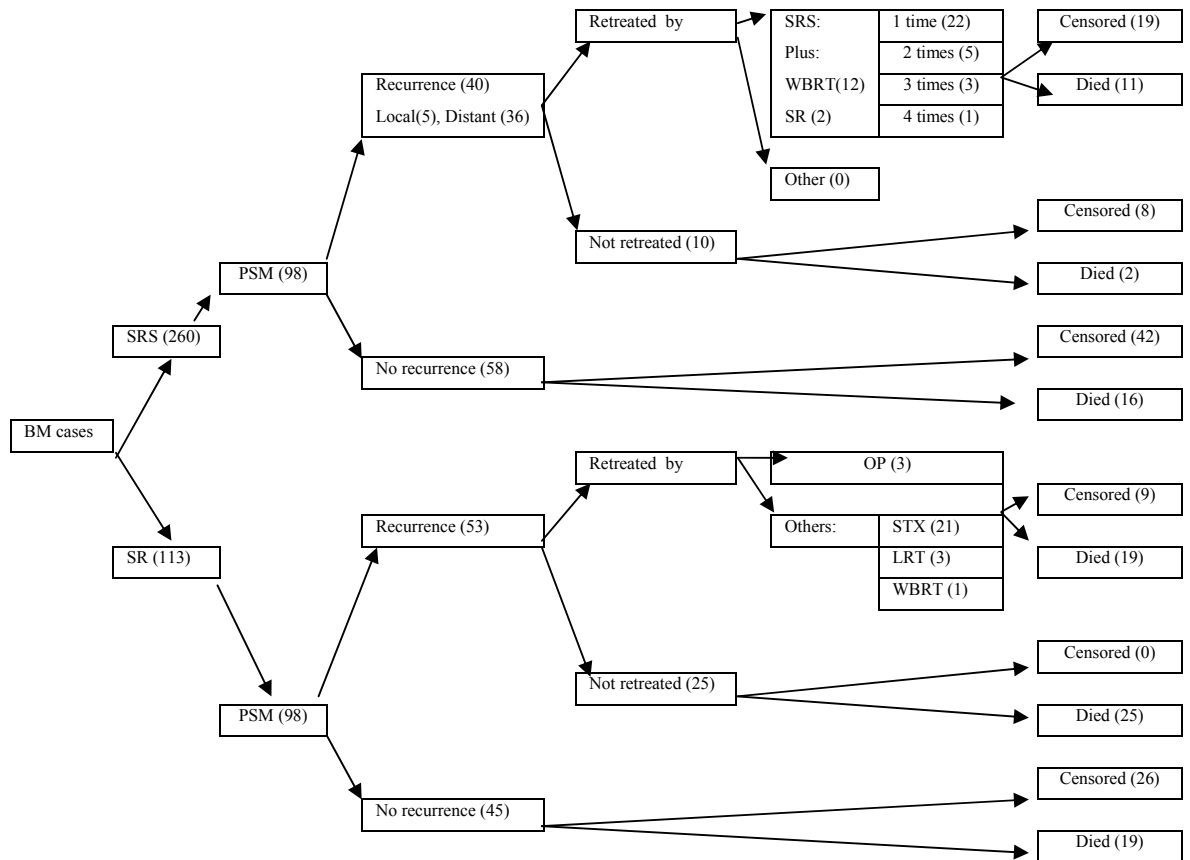 Retreated by
SRS:
1 time (22)
Plus:
2 times (5)
WBRT(12)
3 times (3)
SR (2)
4 times (1)
Censored (19)
Died (11)
Recurrence (40)
Local(5), Distant (36)
Other (0)
Not retreated (10)
Censored (8)
Died (2)
PSM (98)
SRS (260)
No recurrence (58)
Censored (42)
Died (16)
BM cases
Retreated by
OP (3)
Others:
STX (21)
LRT (3)
WBRT (1)
Censored (9)
Died (19)
Recurrence (53)
SR (113)
Not retreated (25)
Censored (0)
Died (25)
PSM (98)
No recurrence (45)
Censored (26)
Died (19)